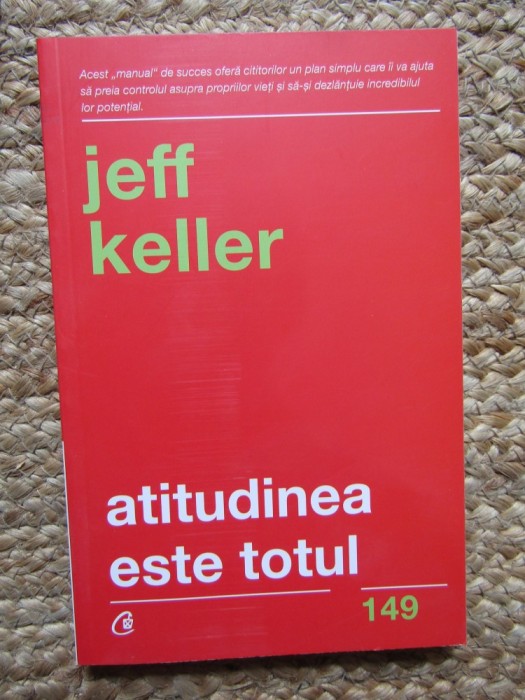 Acest „manual“ de succes oferă cititorilor un plan simplu care îi va ajuta
să preia controlul asupra propriilor vieți și să-și dezlănțuie incredibilul
lor potențial.
jeff
keller
atitudinea
este totul
149